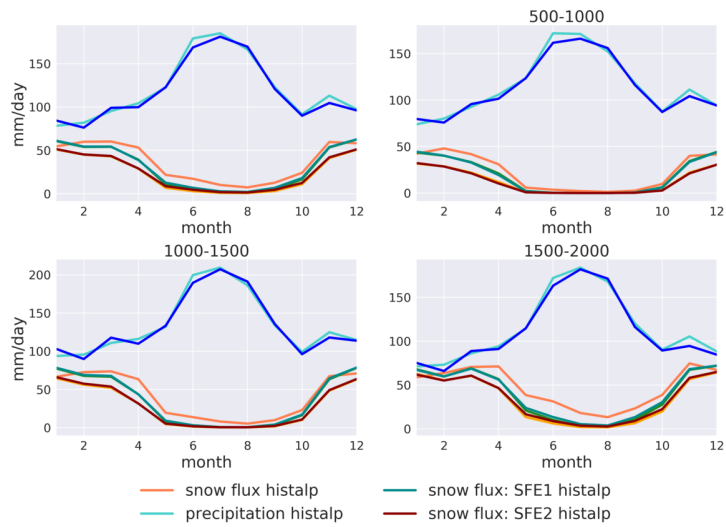 500-1000
150
100
50
0
mm/day
2 4 6 8 10 12
month
150
100
50
0
2 4 6 8 10 12
month
1000-1500
200
150
100
50
0
mm/day
2 4 6 8 10 12
month
1500-2000
150
100
50
0
2 4 6 8 10 12
month
snow flux histalp
precipitation histalp
snow flux: SFE1 histalp
snow flux: SFE2 histalp